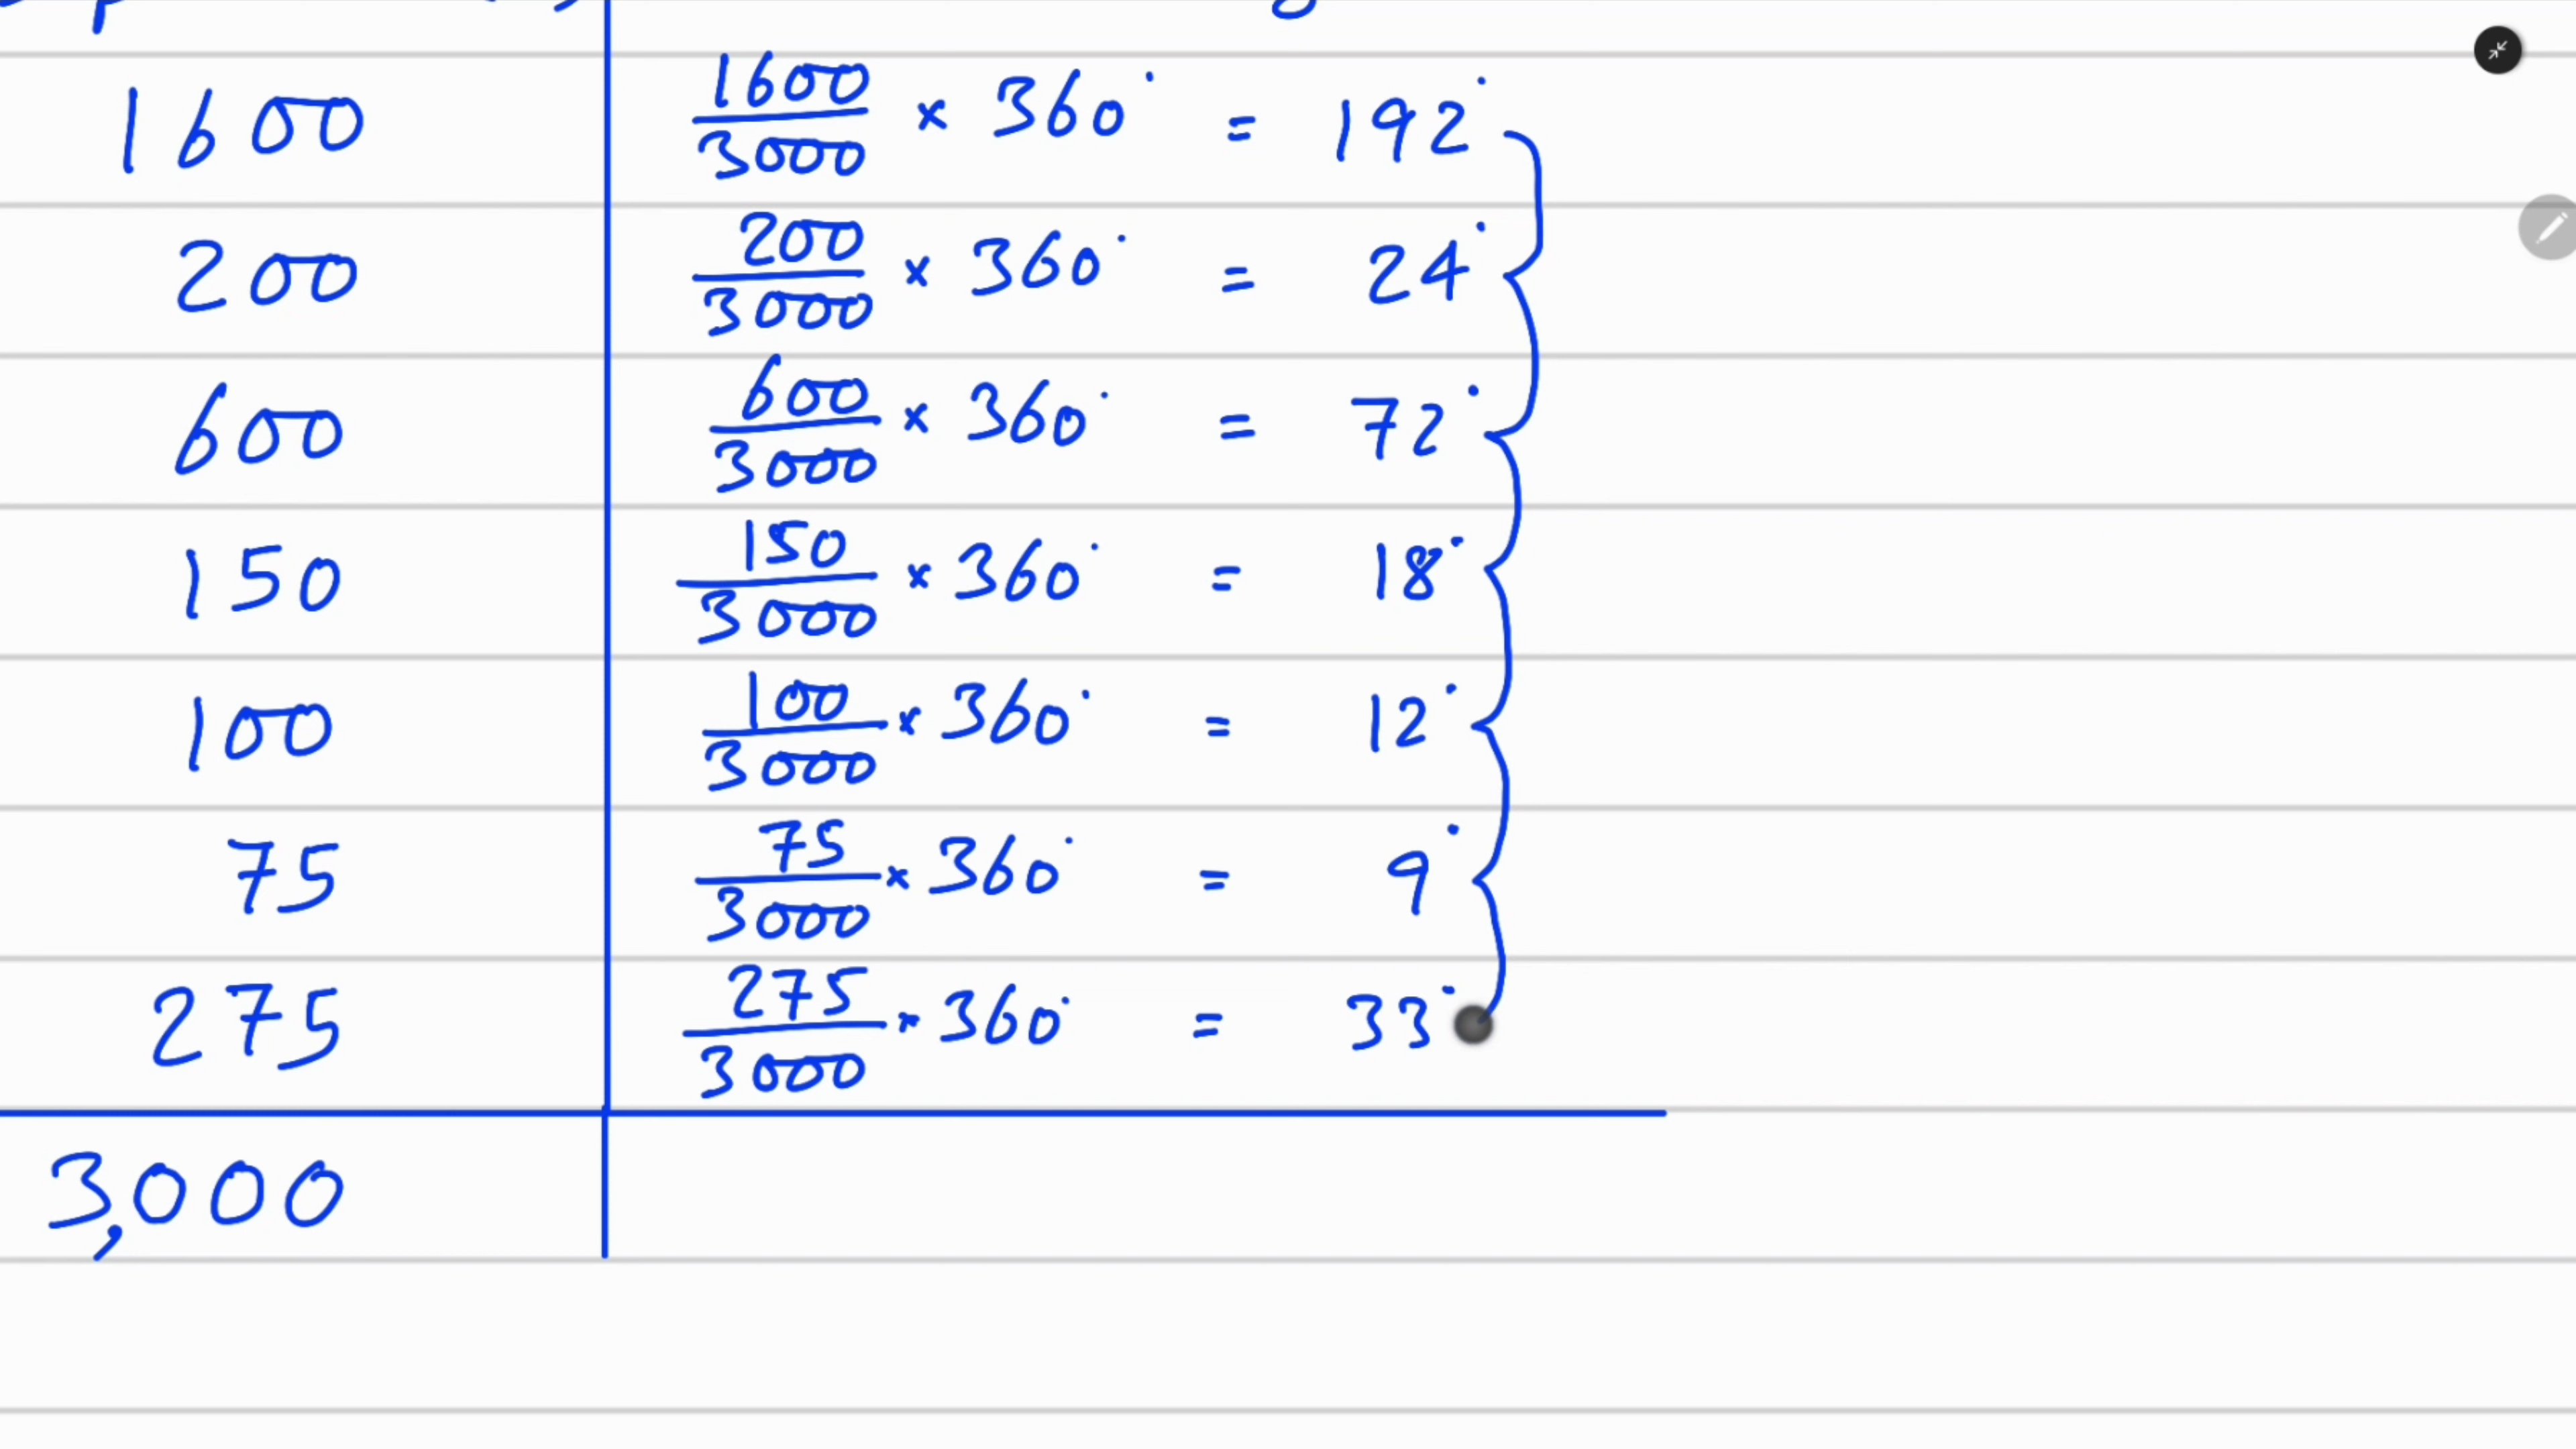 1600 1600/3000 × 360° = 192°
200 200/3000 × 360° = 24°
600 600/3000 × 360° = 72°
150 150/3000 × 360° = 18°
100 100/3000 × 360° = 12°
75 75/3000 × 360° = 9°
275 275/3000 × 360° = 33°
3,000